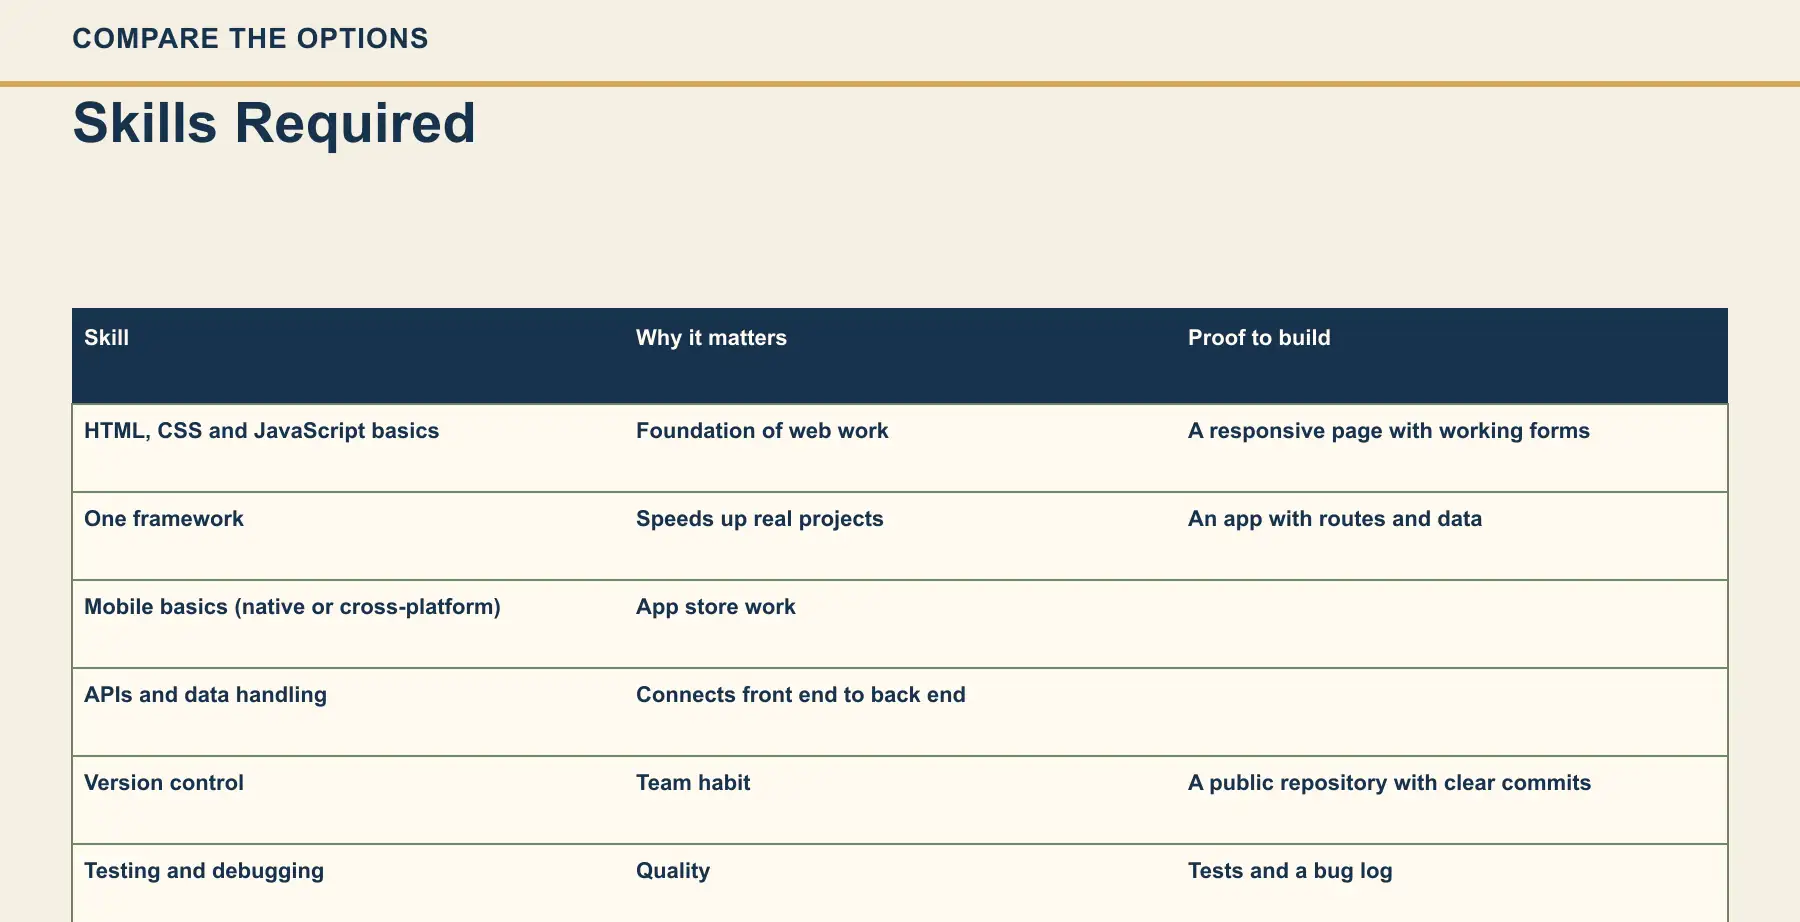 COMPARE THE OPTIONS
Skills Required
Skill Why it matters Proof to build
HTML, CSS and JavaScript basics Foundation of web work A responsive page with working forms
One framework Speeds up real projects An app with routes and data
Mobile basics (native or cross-platform) App store work
APIs and data handling Connects front end to back end
Version control Team habit A public repository with clear commits
Testing and debugging Quality Tests and a bug log